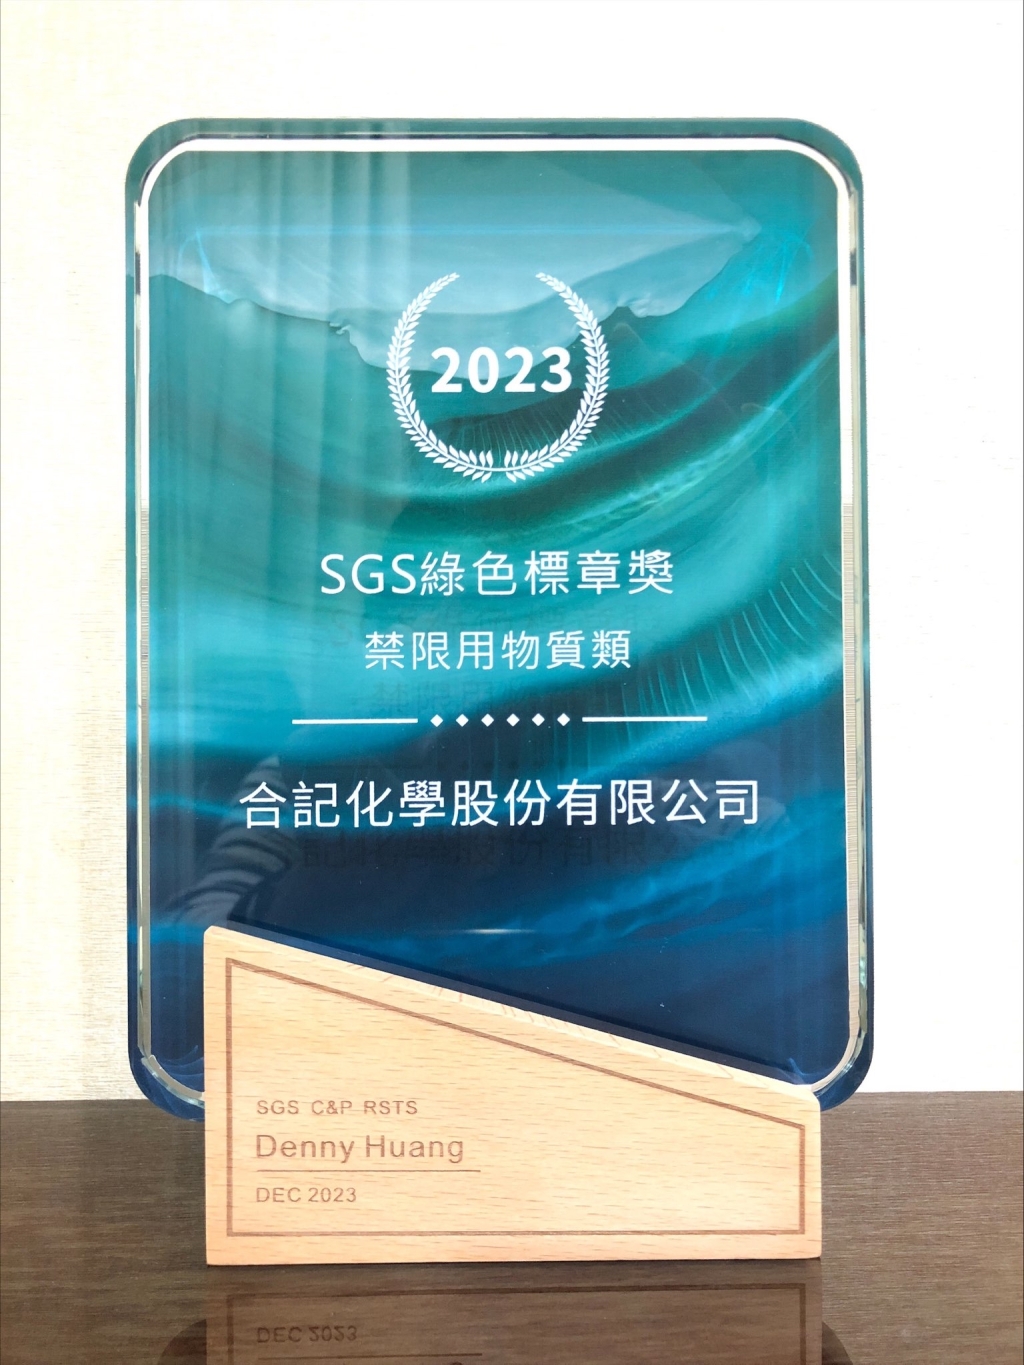 2023
SGS綠色標章獎
禁限用物質類
合記化學股份有限公司
SGS C&P RSTS
Denny Huang
DEC 2023